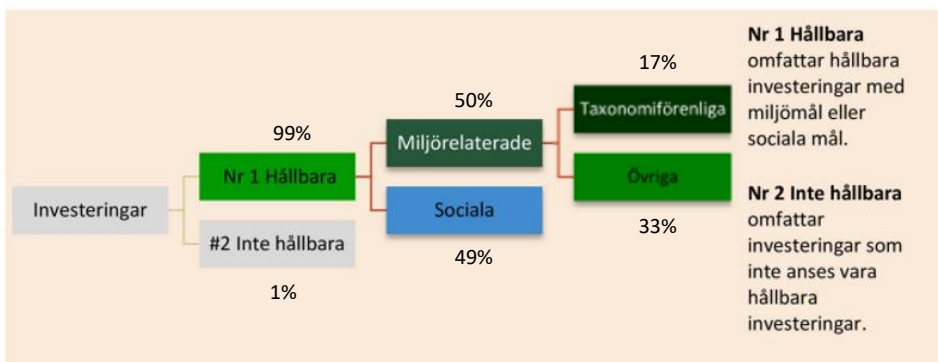 Investeringar
99%
Nr 1 Hållbara
#2 Inte hållbara
1%
50%
Miljörelaterade
Sociala
49%
17%
Taxonomiförenliga
Övriga
33%
Nr 1 Hållbara
omfattar hållbara
investeringar med
miljömål eller
sociala mål.
Nr 2 Inte hållbara
omfattar
investeringar som
inte anses vara
hållbara
investeringar.